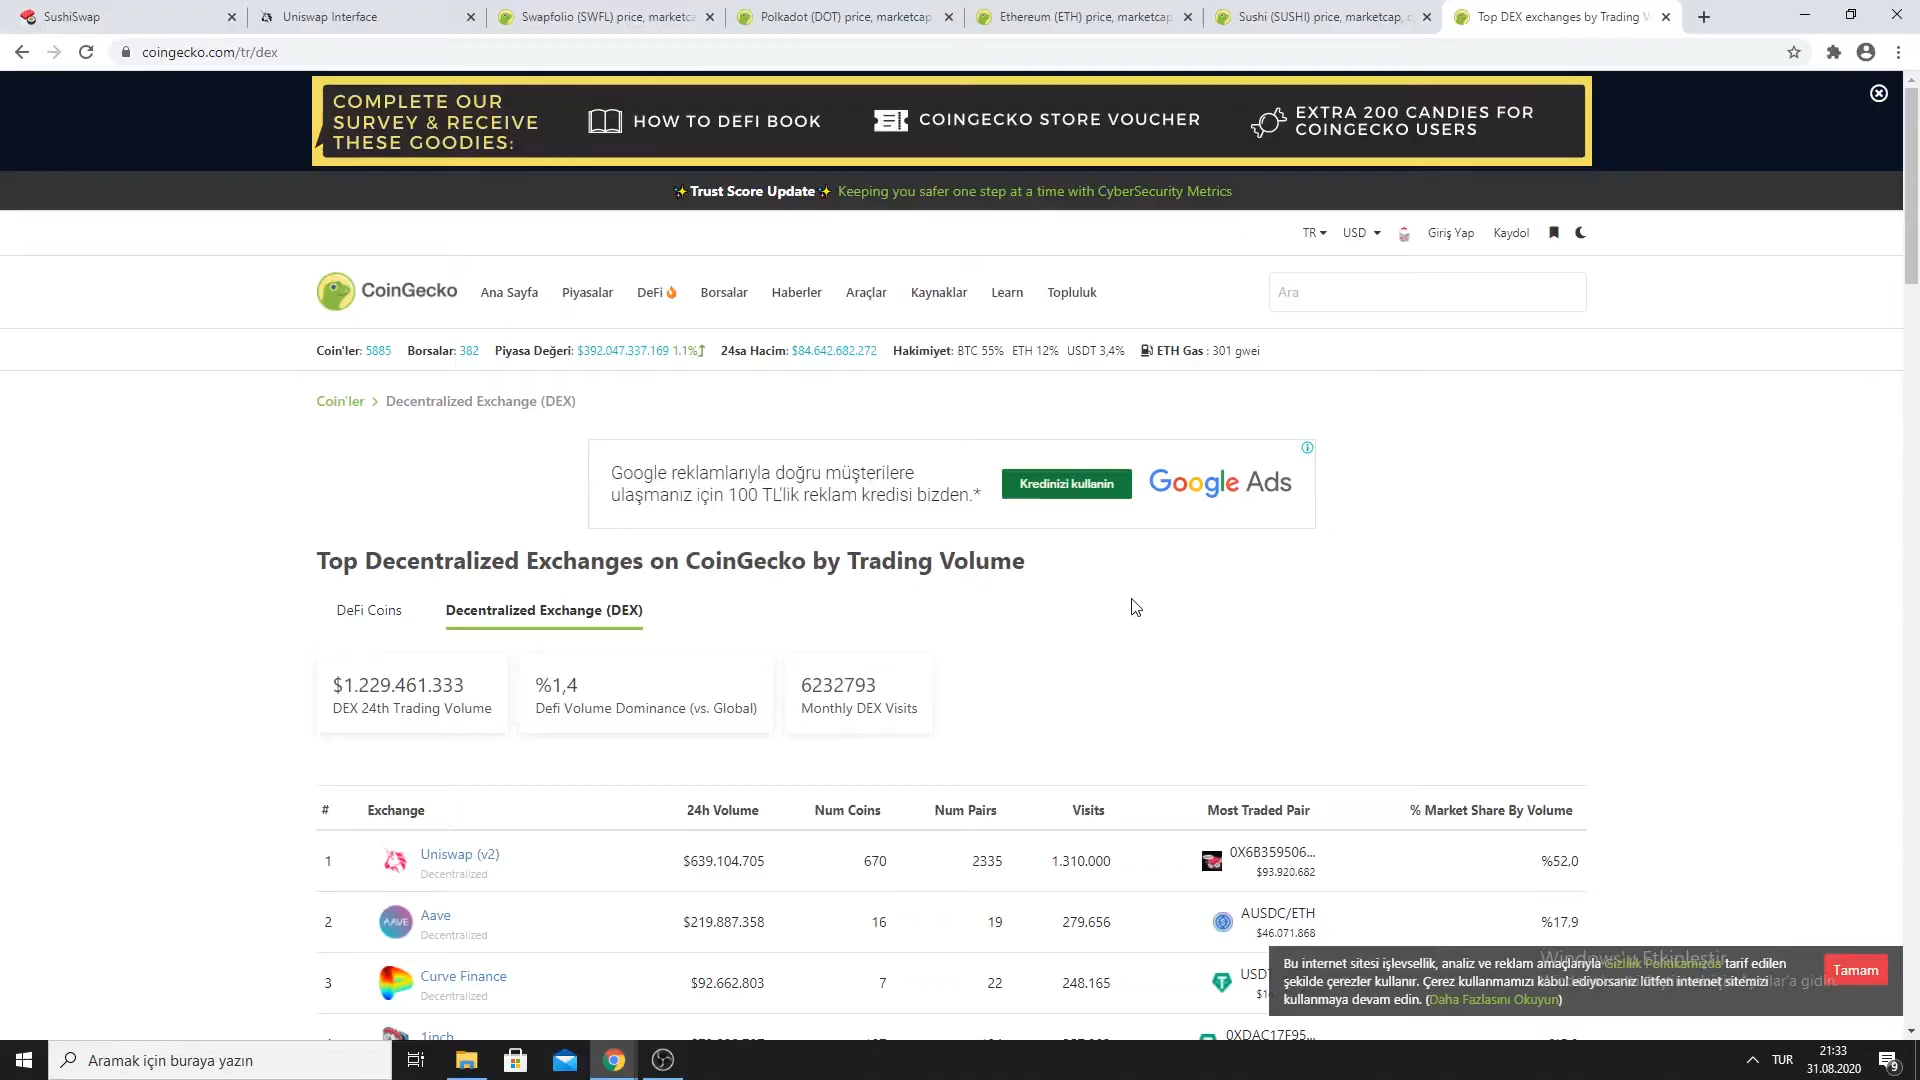 SushiSwap
Uniswap Interface
Swapfolio (SWFL) price, marketca
Polkadot (DOT) price, marketcap
Ethereum (ETH) price, marketcap
Sushi (SUSHI) price, marketcap, c
Top DEX exchanges by Trading V
coingecko.com/tr/dex
COMPLETE OUR
SURVEY & RECEIVE
THESE GOODIES:
HOW TO DEFI BOOK
COINGECKO STORE VOUCHER
EXTRA 200 CANDIES FOR
COINGECKO USERS
Trust Score Update Keeping you safer one step at a time with CyberSecurity Metrics
TR USD Giriş Yap Kaydol
CoinGecko Ana Sayfa Piyasalar DeFi Borsalar Haberler Araçlar Kaynaklar Learn Topluluk Ara
Coin'ler: 5885 Borsalar: 382 Piyasa Değeri: $392.047.337.169 1.1% 24sa Hacim: $84.642.682.272 Hakimiyet: BTC 55% ETH 12% USDT 3,4% ETH Gas : 301 gwei
Coin'ler > Decentralized Exchange (DEX)
Google reklamlarıyla doğru müşterilere
ulaşmanız için 100 TL'lik reklam kredisi bizden.*
Kredinizi kullanin
Google Ads
Top Decentralized Exchanges on CoinGecko by Trading Volume
DeFi Coins Decentralized Exchange (DEX)
$1.229.461.333
DEX 24th Trading Volume
%1,4
Defi Volume Dominance (vs. Global)
6232793
Monthly DEX Visits
# Exchange 24h Volume Num Coins Num Pairs Visits Most Traded Pair % Market Share By Volume
1 Uniswap (v2) Decentralized $639.104.705 670 2335 1.310.000 0X6B359506... $93.920.682 %52,0
2 Aave Decentralized $219.887.358 16 19 279.656 AUSDC/ETH $46.071.868 %17,9
3 Curve Finance Decentralized $92.662.803 7 22 248.165 USDT
1inch 0XDAC17F95...
Windows'u Etkinleştir
Bu internet sitesi işlevsellik, analiz ve reklam amaçlarıyla Gizlilik Politikamızda tarif edilen
şekilde çerezler kullanır. Çerez kullanmamızı kabul ediyorsanız lütfen internet sitemizi
kullanmaya devam edin. (Daha Fazlasını Okuyun)
Tamam
Aramak için buraya yazın
TUR
21:33
31.08.2020
9